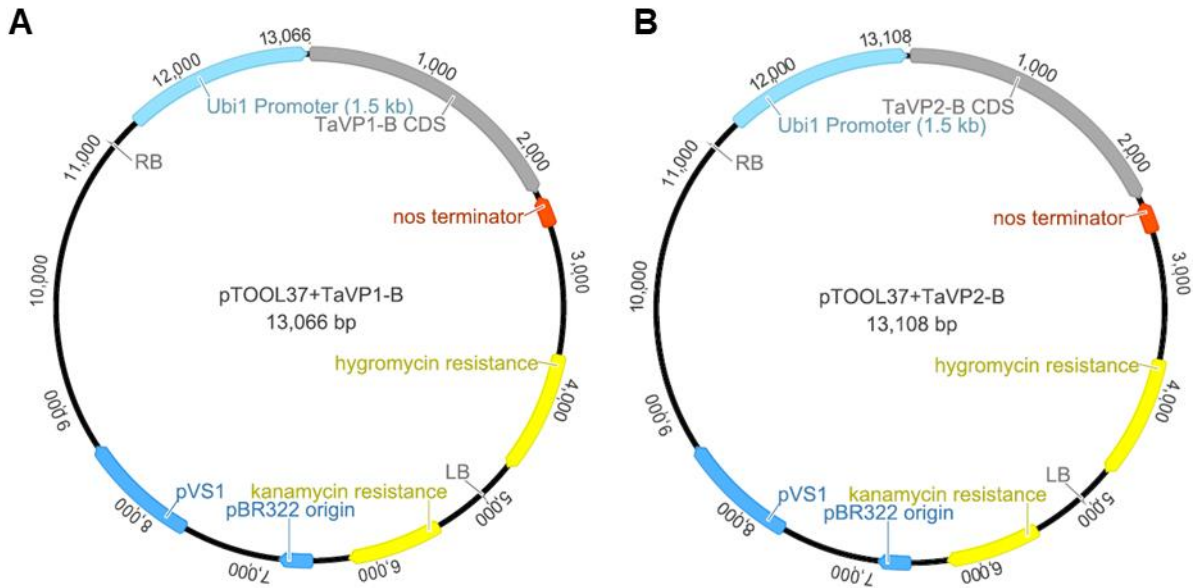 A
13,066
1,000
2,000
3,000
4,000
5,000
6,000
7,000
8,000
9,000
10,000
11,000
12,000
Ubi1 Promoter (1.5 kb)
TaVP1-B CDS
RB
nos terminator
pTOOL37+TaVP1-B
13,066 bp
hygromycin resistance
LB
kanamycin resistance
pVS1
pBR322 origin
B
13,108
1,000
2,000
3,000
4,000
5,000
6,000
7,000
8,000
9,000
10,000
11,000
12,000
TaVP2-B CDS
Ubi1 Promoter (1.5 kb)
RB
nos terminator
pTOOL37+TaVP2-B
13,108 bp
hygromycin resistance
LB
kanamycin resistance
pVS1
pBR322 origin